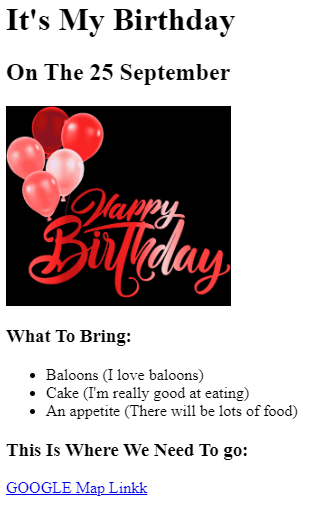 It's My Birthday
On The 25 September
Happy
Birthday
What To Bring:
Baloons (I love baloons)
Cake (I'm really good at eating)
An appetite (There will be lots of food)
This Is Where We Need To go:
GOOGLE Map Linkk